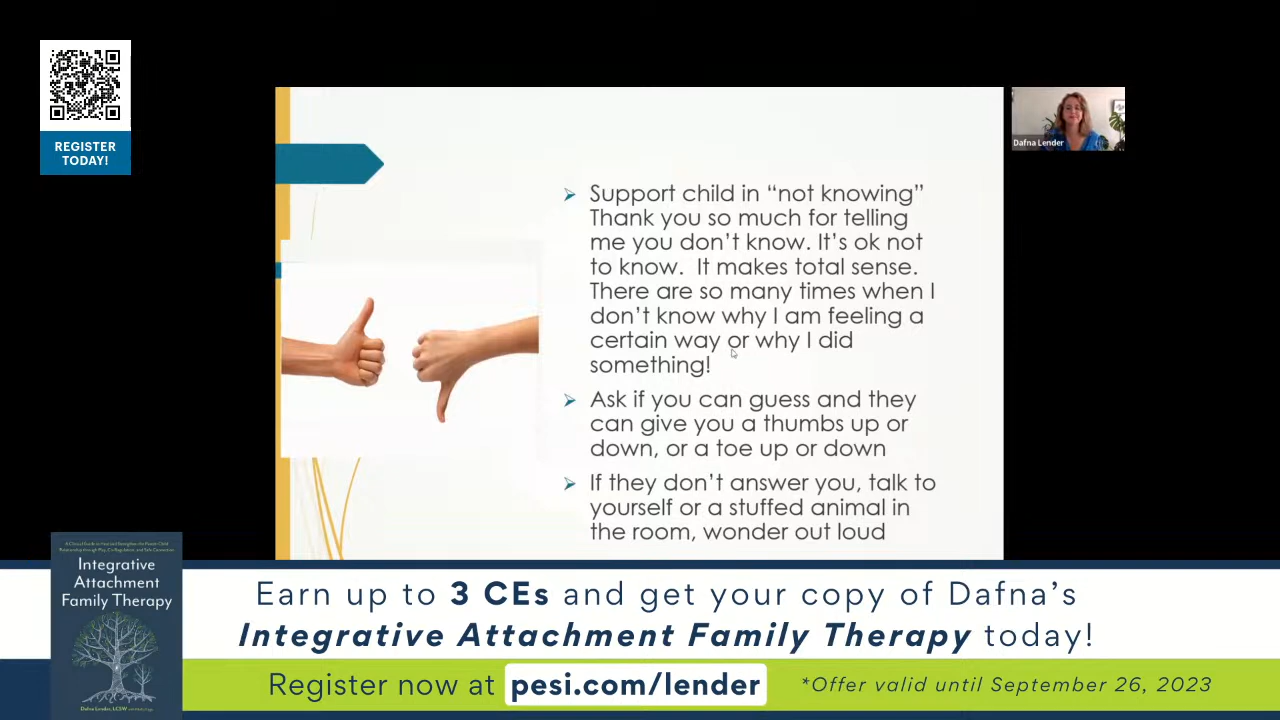 REGISTER
TODAY!
Dafna Lender
Support child in “not knowing”
Thank you so much for telling
me you don’t know. It’s ok not
to know.  It makes total sense.
There are so many times when I
don’t know why I am feeling a
certain way or why I did
something!
Ask if you can guess and they
can give you a thumbs up or
down, or a toe up or down
If they don’t answer you, talk to
yourself or a stuffed animal in
the room, wonder out loud
Integrative
Attachment
Family Therapy
Earn up to 3 CEs and get your copy of Dafna’s
Integrative Attachment Family Therapy today!
Register now at pesi.com/lender
*Offer valid until September 26, 2023